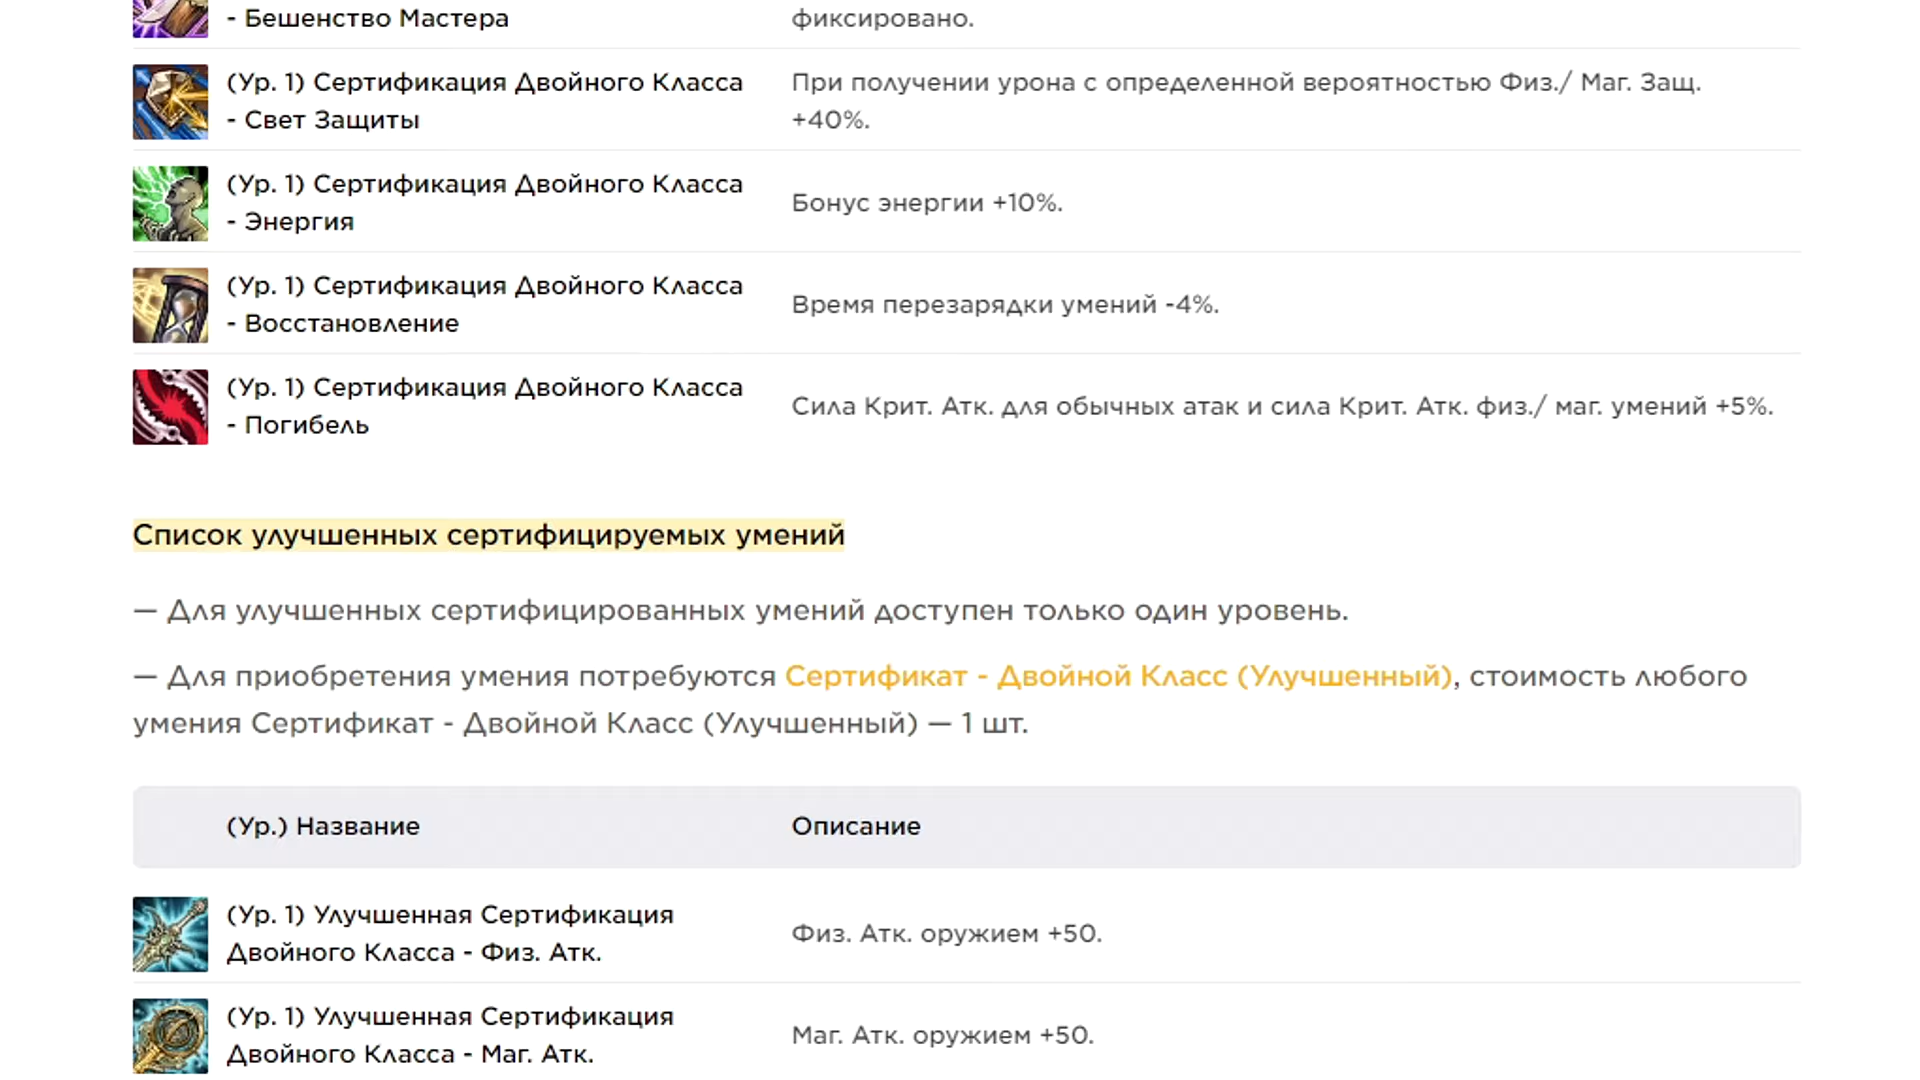 - Бешенство Мастера
фиксировано.
(Ур. 1) Сертификация Двойного Класса
- Свет Защиты
При получении урона с определенной вероятностью Физ./ Маг. Защ.
+40%.
(Ур. 1) Сертификация Двойного Класса
- Энергия
Бонус энергии +10%.
(Ур. 1) Сертификация Двойного Класса
- Восстановление
Время перезарядки умений -4%.
(Ур. 1) Сертификация Двойного Класса
- Погибель
Сила Крит. Атк. для обычных атак и сила Крит. Атк. физ./ маг. умений +5%.
Список улучшенных сертифицируемых умений
— Для улучшенных сертифицированных умений доступен только один уровень.
— Для приобретения умения потребуются Сертификат - Двойной Класс (Улучшенный), стоимость любого
умения Сертификат - Двойной Класс (Улучшенный) — 1 шт.
(Ур.) Название
Описание
(Ур. 1) Улучшенная Сертификация
Двойного Класса - Физ. Атк.
Физ. Атк. оружием +50.
(Ур. 1) Улучшенная Сертификация
Двойного Класса - Маг. Атк.
Маг. Атк. оружием +50.